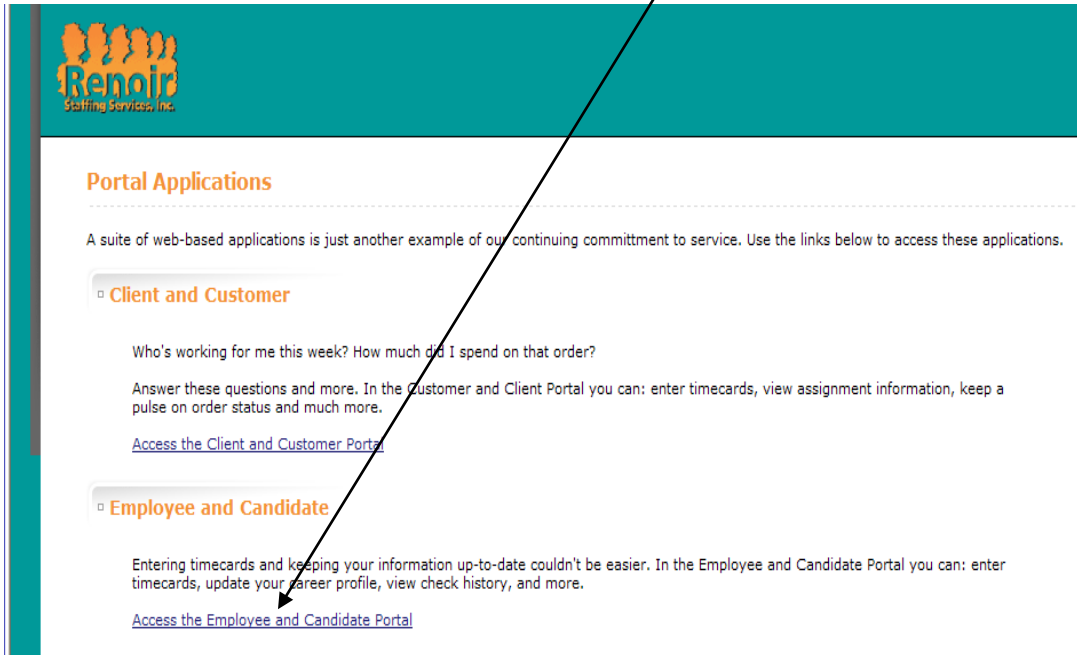 Renoir
Staffing Services, Inc.
Portal Applications
A suite of web-based applications is just another example of our continuing committment to service. Use the links below to access these applications.
Client and Customer
Who's working for me this week? How much did I spend on that order?
Answer these questions and more. In the Customer and Client Portal you can: enter timecards, view assignment information, keep a
pulse on order status and much more.
Access the Client and Customer Portal
Employee and Candidate
Entering timecards and keeping your information up-to-date couldn't be easier. In the Employee and Candidate Portal you can: enter
timecards, update your career profile, view check history, and more.
Access the Employee and Candidate Portal